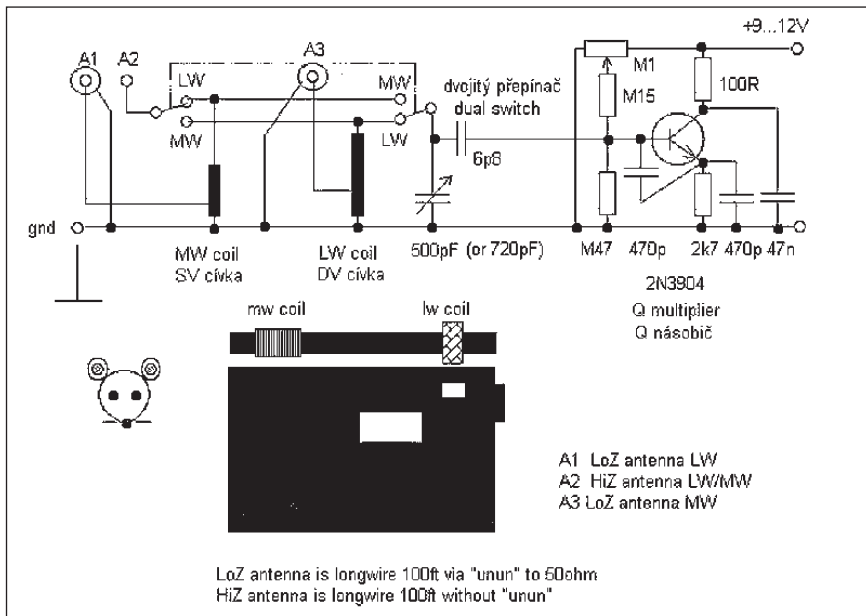 +9...12V
A1
A2
A3
LW
MW
MW
LW
dvojitý přepínač
dual switch
M1
M15
100R
6p8
gnd
MW coil
SV cívka
LW coil
DV cívka
500pF (or 720pF)
M47
470p
2k7
470p
47n
2N3904
Q multiplier
Q násobič
mw coil
lw coil
A1 LoZ antenna LW
A2 HiZ antenna LW/MW
A3 LoZ antenna MW
LoZ antenna is longwire 100ft via "unun" to 50ohm
HiZ antenna is longwire 100ft without "unun"